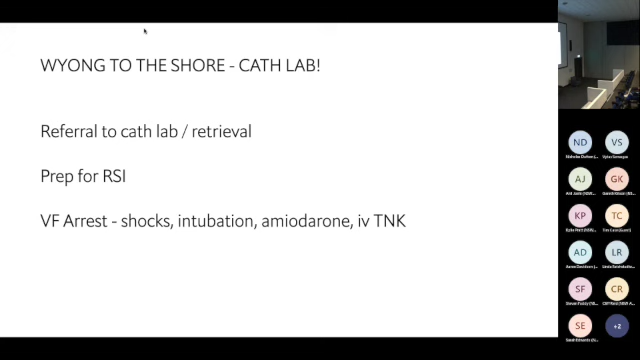 WYONG TO THE SHORE - CATH LAB!
Referral to cath lab / retrieval
Prep for RSI
VF Arrest - shocks, intubation, amiodarone, iv TNK
ND
VS
AJ
GK
KP
TC
AD
LR
SF
CR
SE
+2